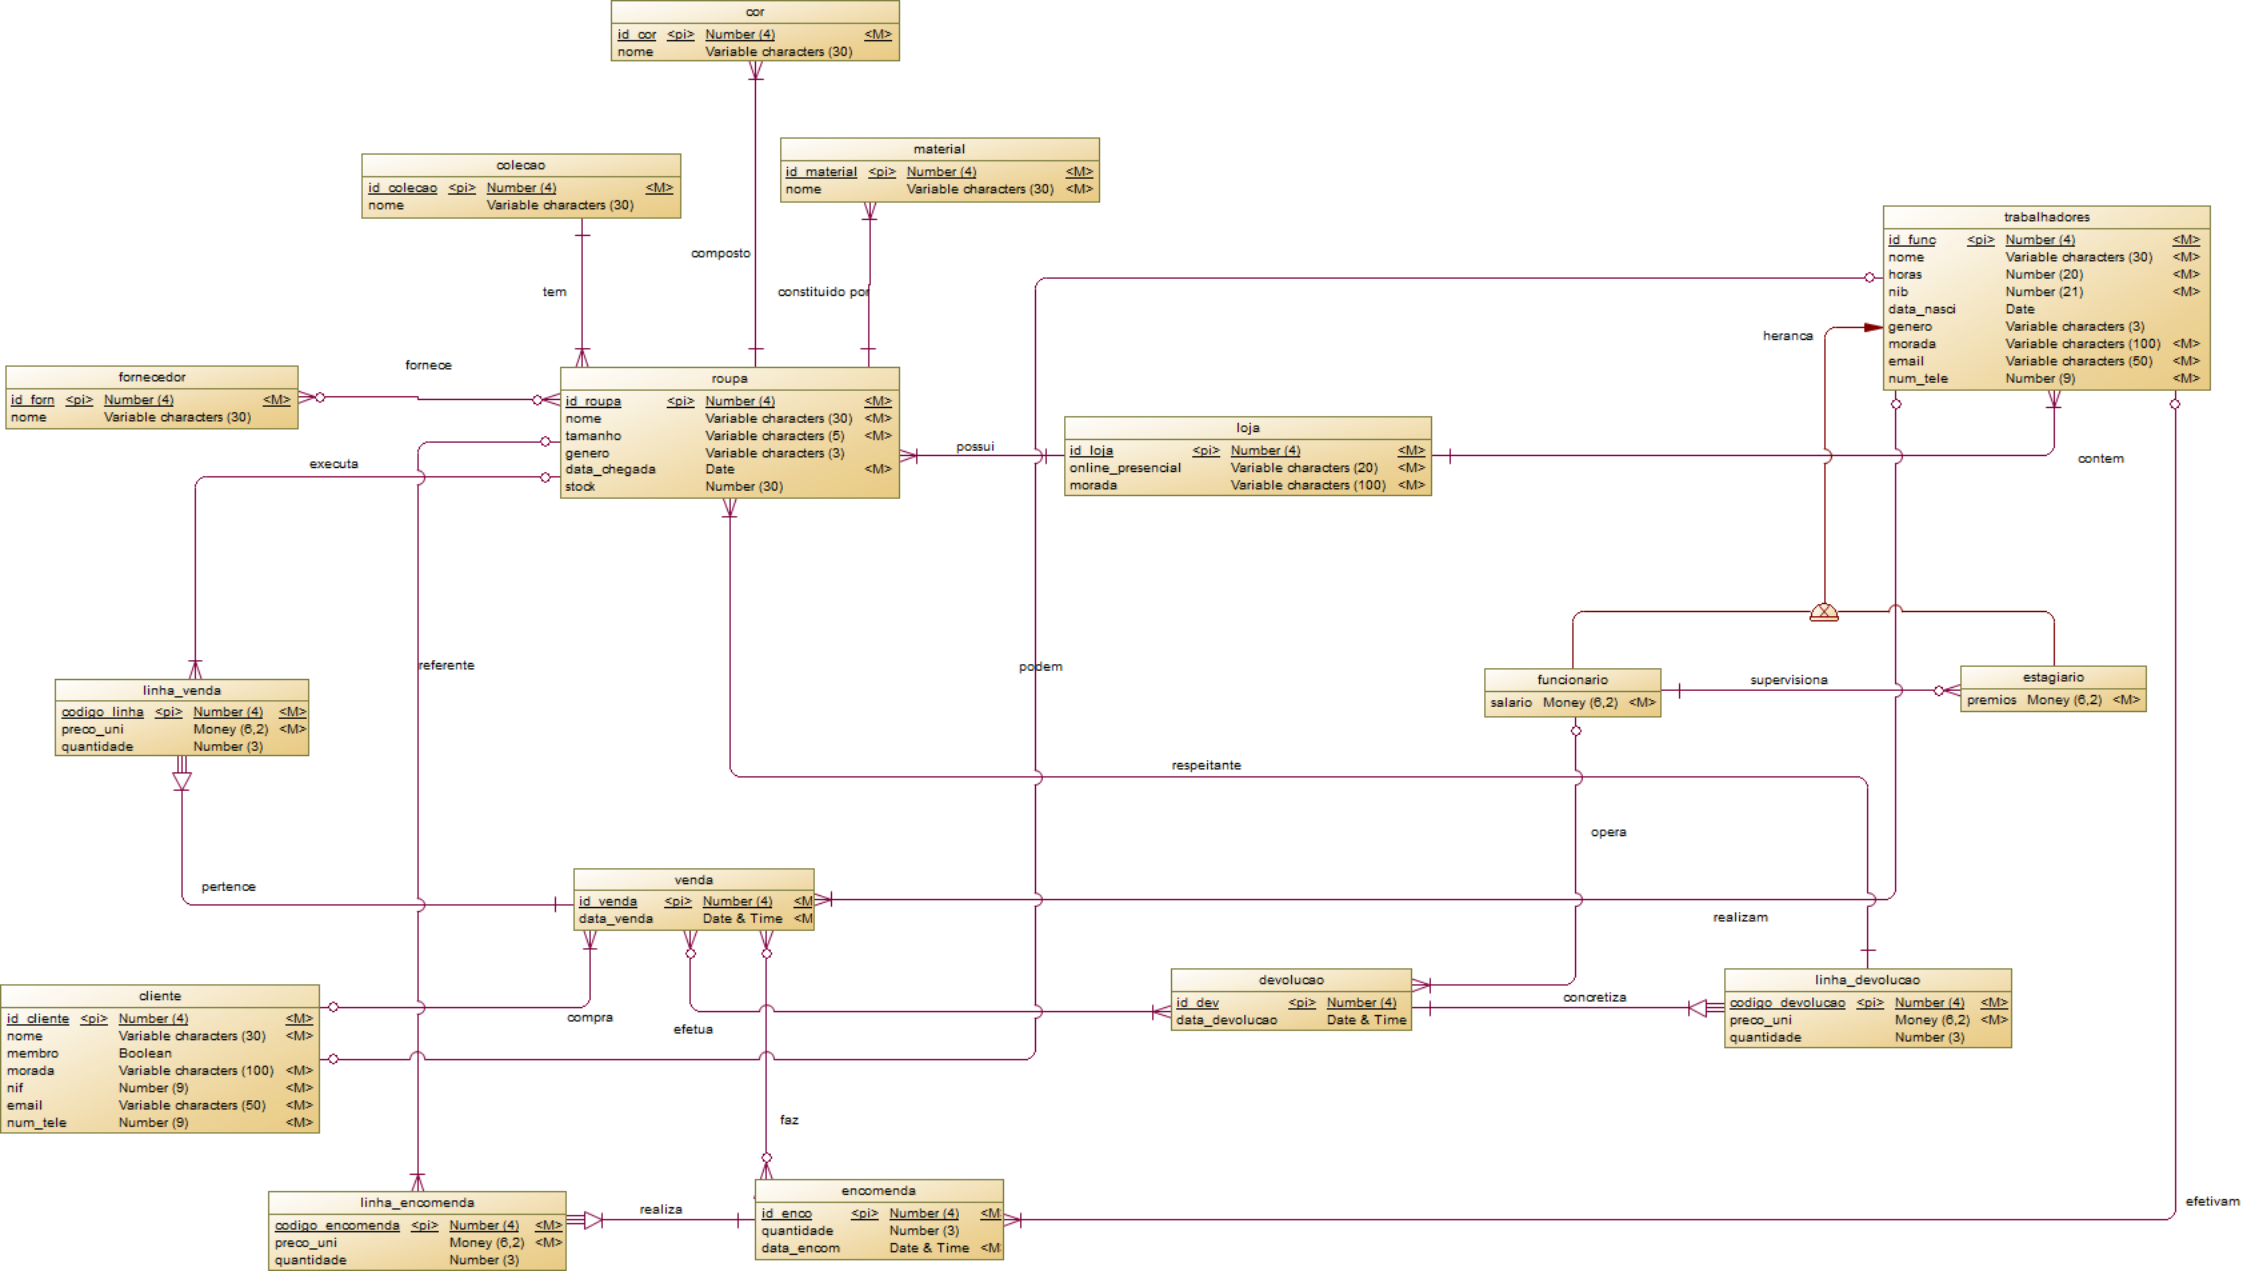 cor
id_cor <pi> Number (4) <M>
nome Variable characters (30)
colecao
id_colecao <pi> Number (4) <M>
nome Variable characters (30)
material
id_material <pi> Number (4) <M>
nome Variable characters (30) <M>
composto
tem
constituido por
trabalhadores
id_func <pi> Number (4) <M>
nome Variable characters (30) <M>
horas Number (20) <M>
nib Number (21) <M>
data_nasci Date
genero Variable characters (3)
morada Variable characters (100) <M>
email Variable characters (50) <M>
num_tele Number (9) <M>
heranca
fornece
fornecedor
id_forn <pi> Number (4) <M>
nome Variable characters (30)
roupa
id_roupa <pi> Number (4) <M>
nome Variable characters (30) <M>
tamanho Variable characters (5) <M>
genero Variable characters (3)
data_chegada Date <M>
stock Number (30)
possui
loja
id_loja <pi> Number (4) <M>
online_presencial Variable characters (20) <M>
morada Variable characters (100) <M>
contem
executa
referente
podem
linha_venda
codigo_linha <pi> Number (4) <M>
preco_uni Money (6,2) <M>
quantidade Number (3)
funcionario
salario Money (6,2) <M>
supervisiona
estagiario
premios Money (6,2) <M>
respeitante
opera
pertence
venda
id_venda <pi> Number (4) <M
data_venda Date & Time <M
realizam
cliente
id_cliente <pi> Number (4) <M>
nome Variable characters (30) <M>
membro Boolean
morada Variable characters (100) <M>
nif Number (9) <M>
email Variable characters (50) <M>
num_tele Number (9) <M>
compra
efetua
devolucao
id_dev <pi> Number (4)
data_devolucao Date & Time
concretiza
linha_devolucao
codigo_devolucao <pi> Number (4) <M>
preco_uni Money (6,2) <M>
quantidade Number (3)
faz
linha_encomenda
codigo_encomenda <pi> Number (4) <M>
preco_uni Money (6,2) <M>
quantidade Number (3)
realiza
encomenda
id_enco <pi> Number (4) <M
quantidade Number (3)
data_encom Date & Time <M
efetivam